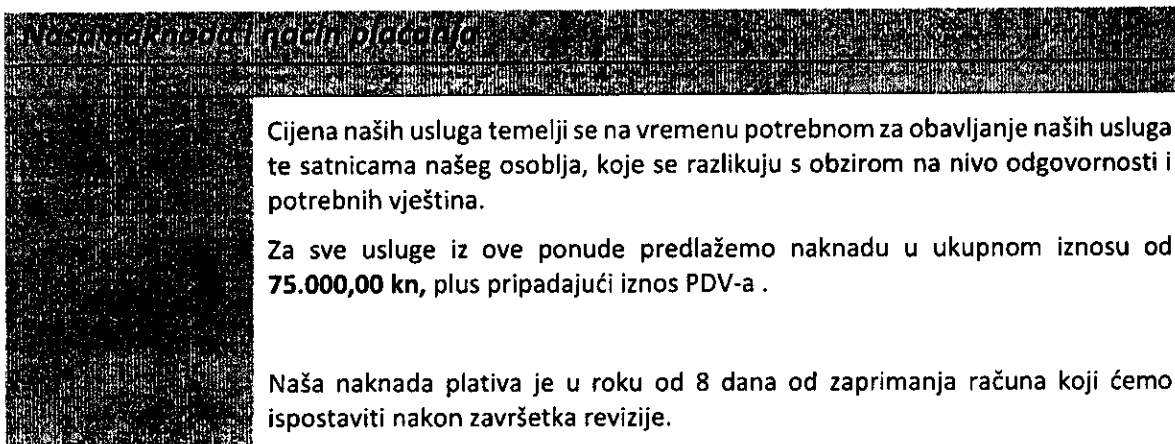 Naša naknada i način plaćanja
Cijena naših usluga temelji se na vremenu potrebnom za obavljanje naših usluga
te satnicama našeg osoblja, koje se razlikuju s obzirom na nivo odgovornosti i
potrebnih vještina.
Za sve usluge iz ove ponude predlažemo naknadu u ukupnom iznosu od
75.000,00 kn, plus pripadajući iznos PDV-a .
Naša naknada plativa je u roku od 8 dana od zaprimanja računa koji ćemo
ispostaviti nakon završetka revizije.